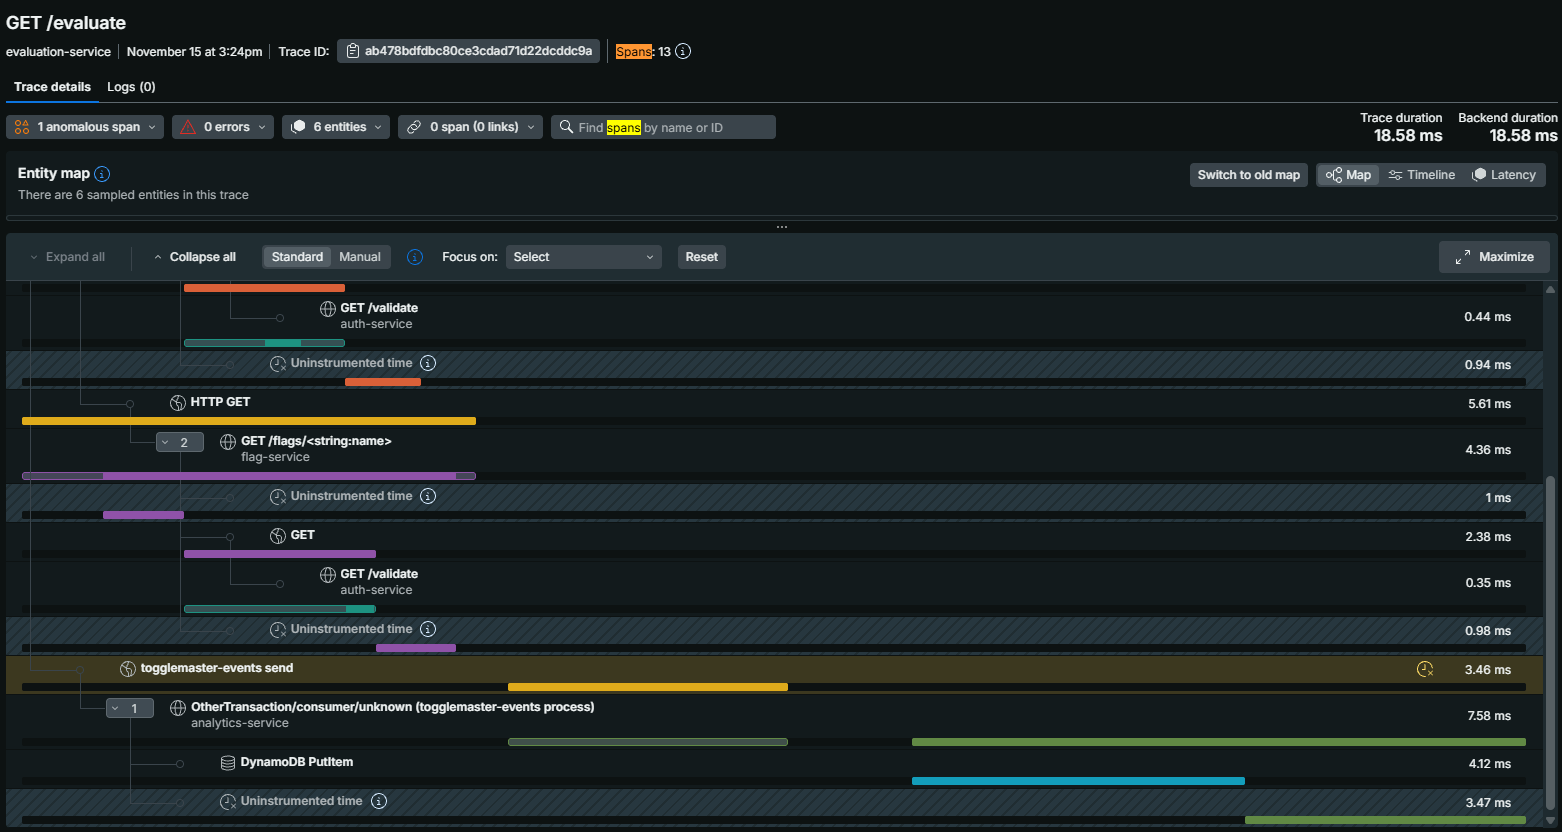 GET /evaluate
evaluation-service November 15 at 3:24pm Trace ID: ab478bdfdbc80ce3cdad71d22dcddc9a Spans: 13
Trace details Logs (0)
1 anomalous span 0 errors 6 entities 0 span (0 links) Find spans by name or ID
Trace duration Backend duration
18.58 ms 18.58 ms
Entity map
There are 6 sampled entities in this trace
Switch to old map Map Timeline Latency
...
Expand all Collapse all Standard Manual Focus on: Select Reset Maximize
GET /validate
auth-service
0.44 ms
Uninstrumented time 0.94 ms
HTTP GET 5.61 ms
2 GET /flags/<string:name>
flag-service
4.36 ms
Uninstrumented time 1 ms
GET 2.38 ms
GET /validate
auth-service
0.35 ms
Uninstrumented time 0.98 ms
togglemaster-events send 3.46 ms
1 OtherTransaction/consumer/unknown (togglemaster-events process)
analytics-service
7.58 ms
DynamoDB PutItem 4.12 ms
Uninstrumented time 3.47 ms